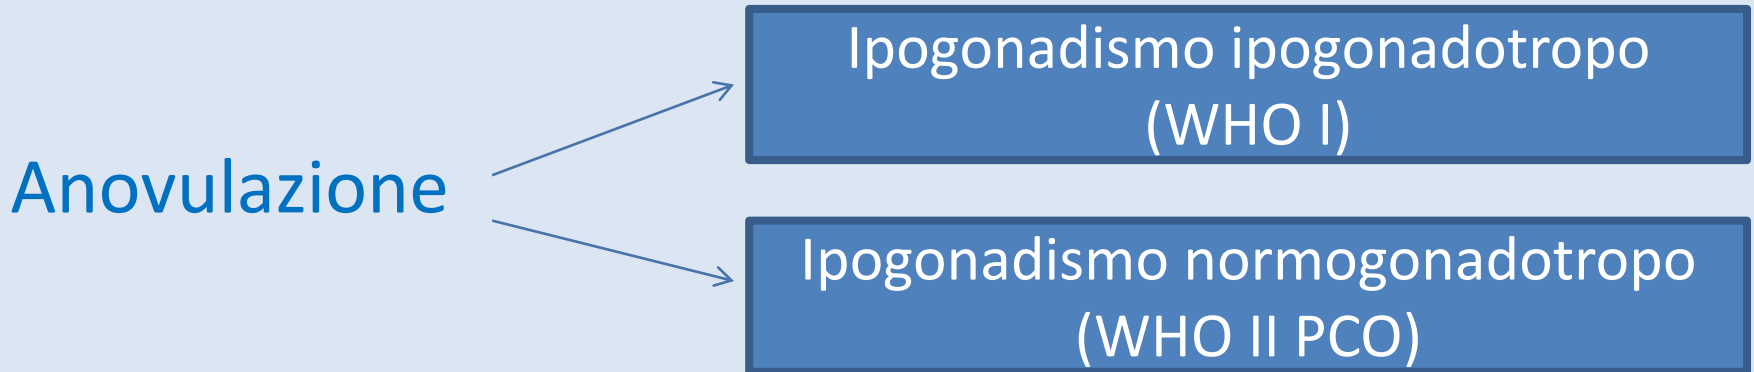 Anovulazione
Ipogonadismo ipogonadotropo
(WHO I)
Ipogonadismo normogonadotropo
(WHO II PCO)